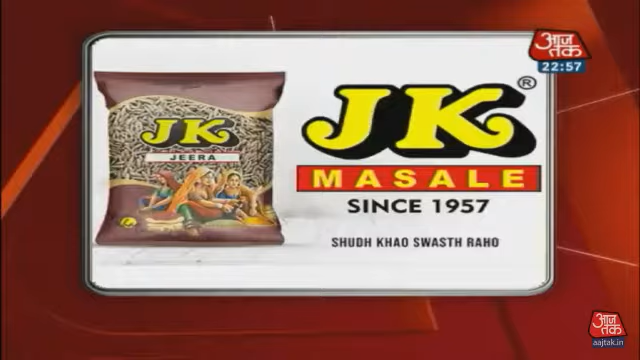 आज तक
22:57
JK
JEERA
JK®
MASALE
SINCE 1957
SHUDH KHAO SWASTH RAHO
आज तक
aajtak.in